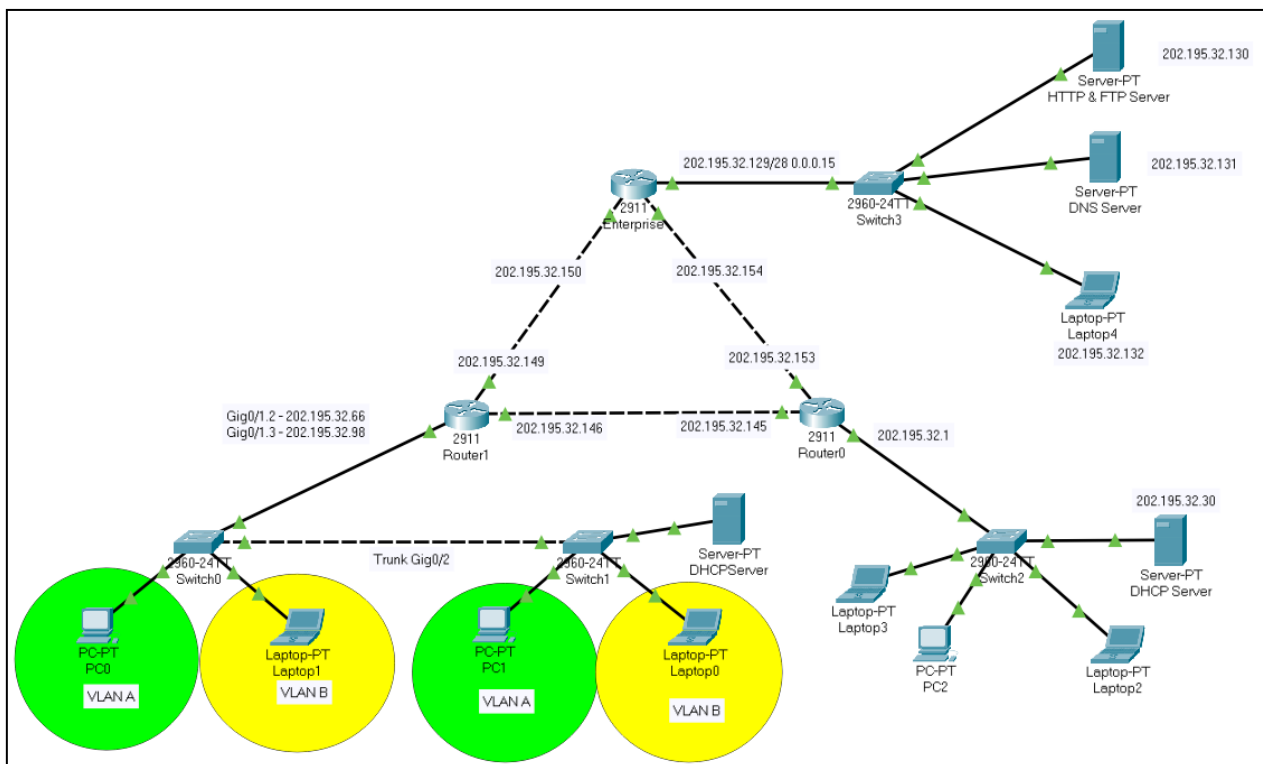 202.195.32.130
Server-PT
HTTP & FTP Server
202.195.32.129/28 0.0.0.15
202.195.32.131
Server-PT
DNS Server
2911
Enterprise
2960-24TT
Switch3
202.195.32.150
202.195.32.154
Laptop-PT
Laptop4
202.195.32.132
202.195.32.149
202.195.32.153
Gig0/1.2 - 202.195.32.66
Gig0/1.3 - 202.195.32.98
2911
Router1
202.195.32.146
202.195.32.145
2911
Router0
202.195.32.1
202.195.32.30
2960-24TT
Switch0
Trunk Gig0/2
2960-24TT
Switch1
Server-PT
DHCPServer
2960-24TT
Switch2
Server-PT
DHCP Server
PC-PT
PC0
VLAN A
Laptop-PT
Laptop1
VLAN B
PC-PT
PC1
VLAN A
Laptop-PT
Laptop0
VLAN B
Laptop-PT
Laptop3
PC-PT
PC2
Laptop-PT
Laptop2